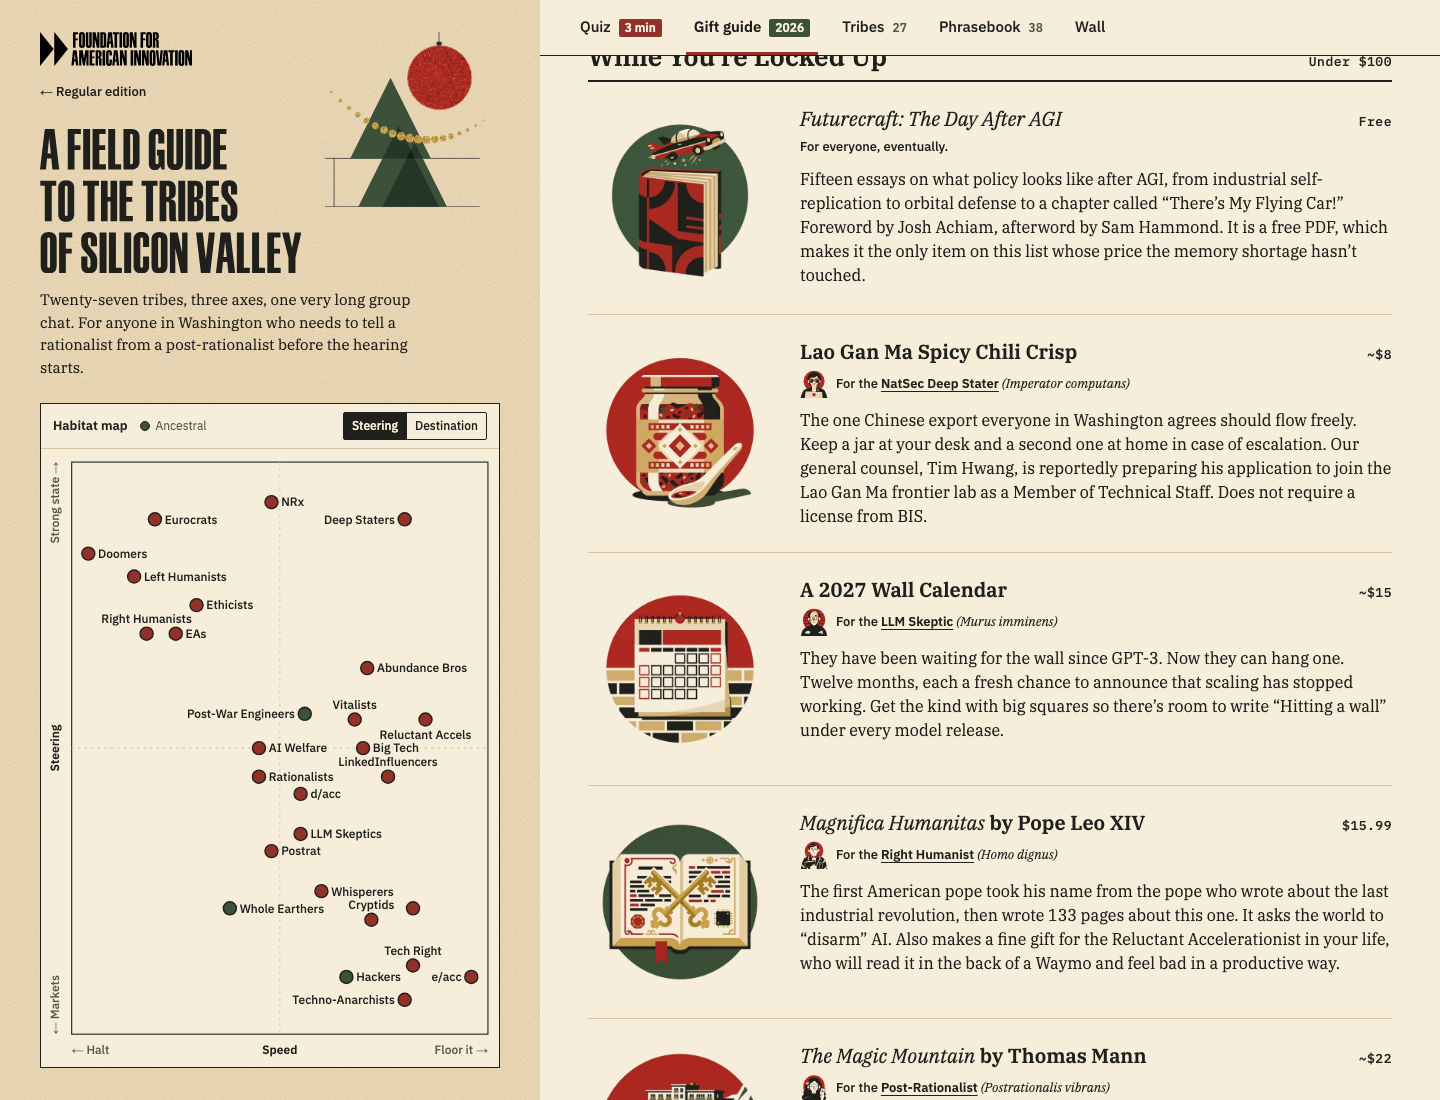 FOUNDATION FOR
AMERICAN INNOVATION
← Regular edition
A FIELD GUIDE
TO THE TRIBES
OF SILICON VALLEY
Twenty-seven tribes, three axes, one very long group
chat. For anyone in Washington who needs to tell a
rationalist from a post-rationalist before the hearing
starts.
Habitat map
Ancestral
Steering
Destination
Strong state →
Steering
← Markets
NRx
Eurocrats
Deep Staters
Doomers
Left Humanists
Ethicists
Right Humanists
EAs
Abundance Bros
Vitalists
Post-War Engineers
Reluctant Accels
AI Welfare
Big Tech
LinkedInfluencers
Rationalists
d/acc
LLM Skeptics
Postrat
Whisperers
Cryptids
Whole Earthers
Tech Right
Hackers
e/acc
Techno-Anarchists
← Halt
Speed
Floor it →
Quiz 3 min
Gift guide 2026
Tribes 27
Phrasebook 38
Wall
While You're Locked Up
Under $100
Futurecraft: The Day After AGI
Free
For everyone, eventually.
Fifteen essays on what policy looks like after AGI, from industrial self-
replication to orbital defense to a chapter called “There’s My Flying Car!”
Foreword by Josh Achiam, afterword by Sam Hammond. It is a free PDF, which
makes it the only item on this list whose price the memory shortage hasn’t
touched.
Lao Gan Ma Spicy Chili Crisp
~$8
For the NatSec Deep Stater (Imperator computans)
The one Chinese export everyone in Washington agrees should flow freely.
Keep a jar at your desk and a second one at home in case of escalation. Our
general counsel, Tim Hwang, is reportedly preparing his application to join the
Lao Gan Ma frontier lab as a Member of Technical Staff. Does not require a
license from BIS.
A 2027 Wall Calendar
~$15
For the LLM Skeptic (Murus imminens)
They have been waiting for the wall since GPT-3. Now they can hang one.
Twelve months, each a fresh chance to announce that scaling has stopped
working. Get the kind with big squares so there’s room to write “Hitting a wall”
under every model release.
Magnifica Humanitas by Pope Leo XIV
$15.99
For the Right Humanist (Homo dignus)
The first American pope took his name from the pope who wrote about the last
industrial revolution, then wrote 133 pages about this one. It asks the world to
“disarm” AI. Also makes a fine gift for the Reluctant Accelerationist in your life,
who will read it in the back of a Waymo and feel bad in a productive way.
The Magic Mountain by Thomas Mann
~$22
For the Post-Rationalist (Postrationalis vibrans)